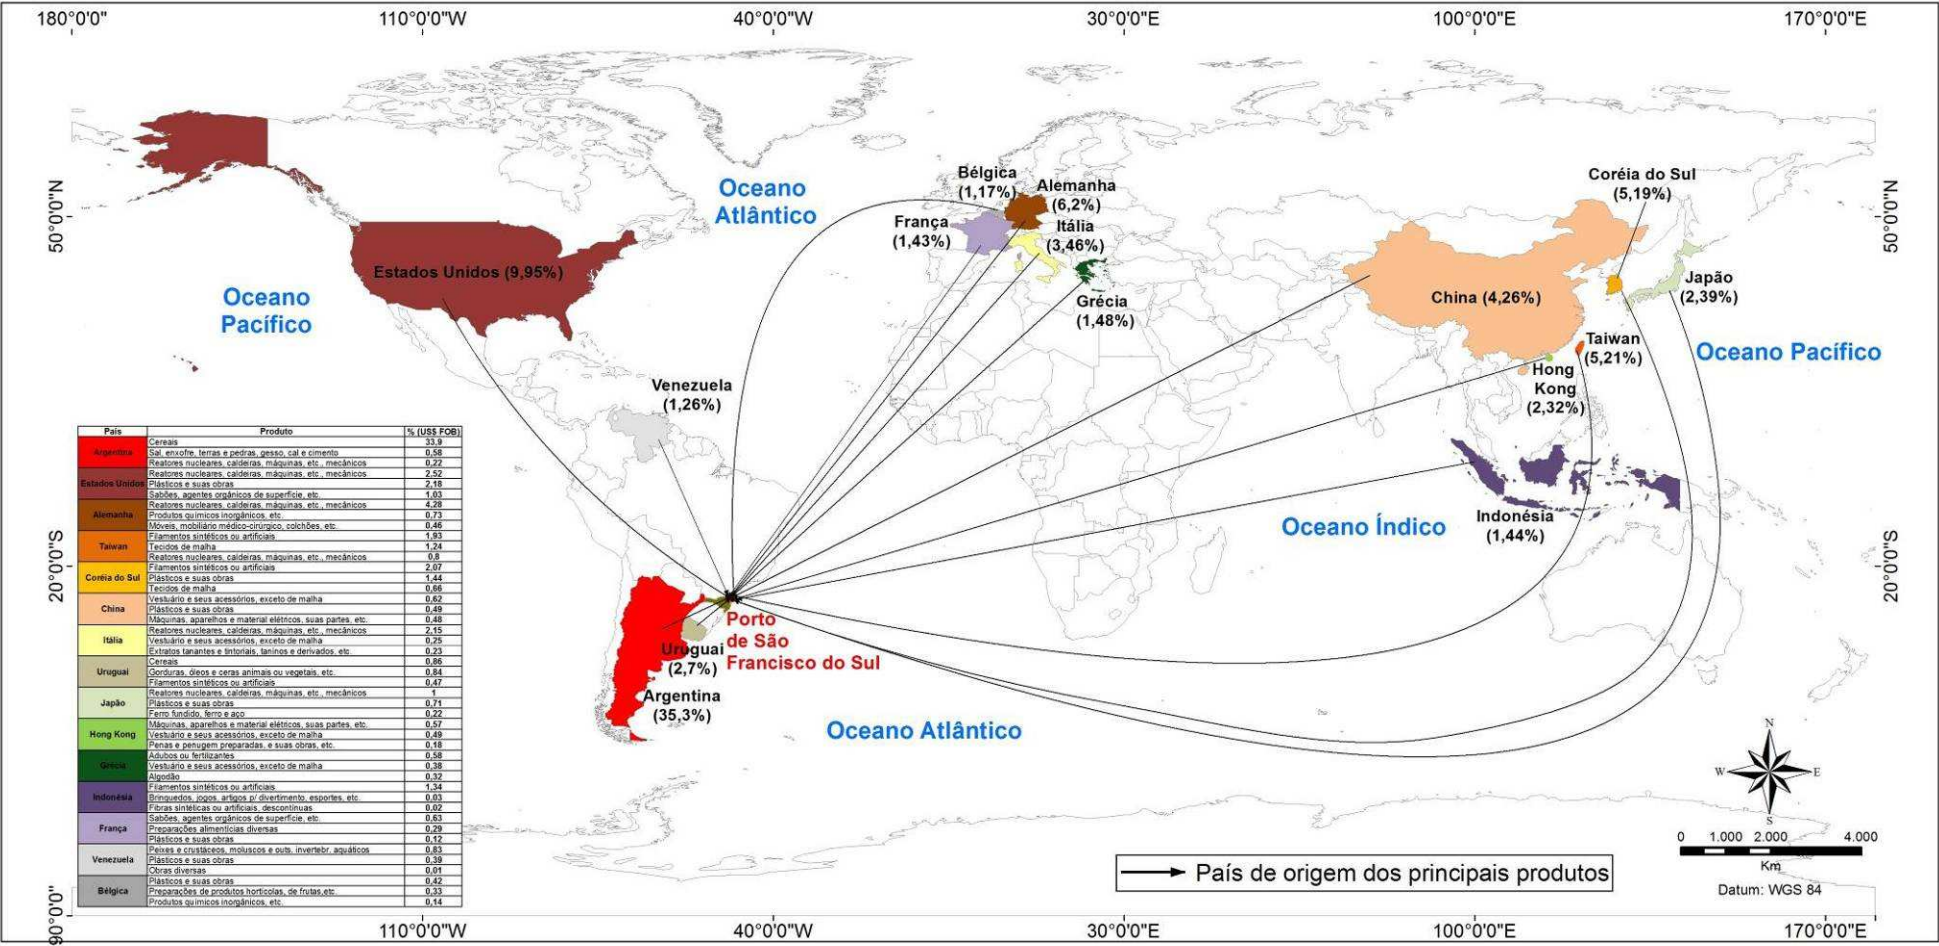 180°0'0" 110°0'0"W 40°0'0"W 30°0'0"E 100°0'0"E 170°0'0"E
50°0'0"N
20°0'0"S
90°0'0"
50°0'0"N
20°0'0"S
Oceano
Pacífico
Oceano
Atlântico
Estados Unidos (9,95%)
Venezuela
(1,26%)
Bélgica
(1,17%)
Alemanha
(6,2%)
França
(1,43%)
Itália
(3,46%)
Grécia
(1,48%)
China (4,26%)
Coréia do Sul
(5,19%)
Japão
(2,39%)
Taiwan
(5,21%)
Hong
Kong
(2,32%)
Oceano Pacífico
Oceano Índico
Indonésia
(1,44%)
Porto
de São
Francisco do Sul
Uruguai
(2,7%)
Argentina
(35,3%)
Oceano Atlântico
País Produto % (US$ FOB)
Argentina
Cereais 33,9
Sal, enxofre, terras e pedras, gesso, cal e cimento 0,58
Reatores nucleares, caldeiras, máquinas, etc., mecânicos 0,22
Estados Unidos
Reatores nucleares, caldeiras, máquinas, etc., mecânicos 2,52
Plásticos e suas obras 2,18
Sabões, agentes orgânicos de superfície, etc. 1,03
Alemanha
Reatores nucleares, caldeiras, máquinas, etc., mecânicos 4,28
Produtos químicos inorgânicos, etc. 0,73
Móveis, mobiliário médico-cirúrgico, colchões, etc. 0,46
Taiwan
Filamentos sintéticos ou artificiais 1,93
Tecidos de malha 1,24
Reatores nucleares, caldeiras, máquinas, etc., mecânicos 0,8
Coréia do Sul
Filamentos sintéticos ou artificiais 2,07
Plásticos e suas obras 1,44
Tecidos de malha 0,66
China
Vestuário e seus acessórios, exceto de malha 0,62
Plásticos e suas obras 0,49
Máquinas, aparelhos e material elétricos, suas partes, etc. 0,48
Itália
Reatores nucleares, caldeiras, máquinas, etc., mecânicos 2,15
Vestuário e seus acessórios, exceto de malha 0,25
Extratos tanantes e tintoriais, taninos e derivados, etc. 0,23
Uruguai
Cereais 0,86
Gorduras, óleos e ceras animais ou vegetais, etc. 0,84
Filamentos sintéticos ou artificiais 0,47
Japão
Reatores nucleares, caldeiras, máquinas, etc., mecânicos 1
Plásticos e suas obras 0,71
Ferro fundido, ferro e aço 0,22
Hong Kong
Máquinas, aparelhos e material elétricos, suas partes, etc. 0,57
Vestuário e seus acessórios, exceto de malha 0,49
Penas e penugem preparadas, e suas obras, etc. 0,18
Grécia
Adubos ou fertilizantes 0,58
Vestuário e seus acessórios, exceto de malha 0,38
Algodão 0,32
Indonésia
Filamentos sintéticos ou artificiais 1,34
Brinquedos, jogos, artigos p/ divertimento, esportes, etc. 0,03
Fibras sintéticas ou artificiais, descontínuas 0,02
França
Sabões, agentes orgânicos de superfície, etc. 0,63
Preparações alimentícias diversas 0,29
Plásticos e suas obras 0,12
Venezuela
Peixes e crustáceos, moluscos e outs. invertebr. aquáticos 0,83
Plásticos e suas obras 0,39
Obras diversas 0,01
Bélgica
Plásticos e suas obras 0,42
Preparações de produtos hortícolas, de frutas,etc. 0,33
Produtos químicos inorgânicos, etc. 0,14
País de origem dos principais produtos
N
W E
S
0 1.000 2.000 4.000
Km
Datum: WGS 84
110°0'0"W 40°0'0"W 30°0'0"E 100°0'0"E 170°0'0"E